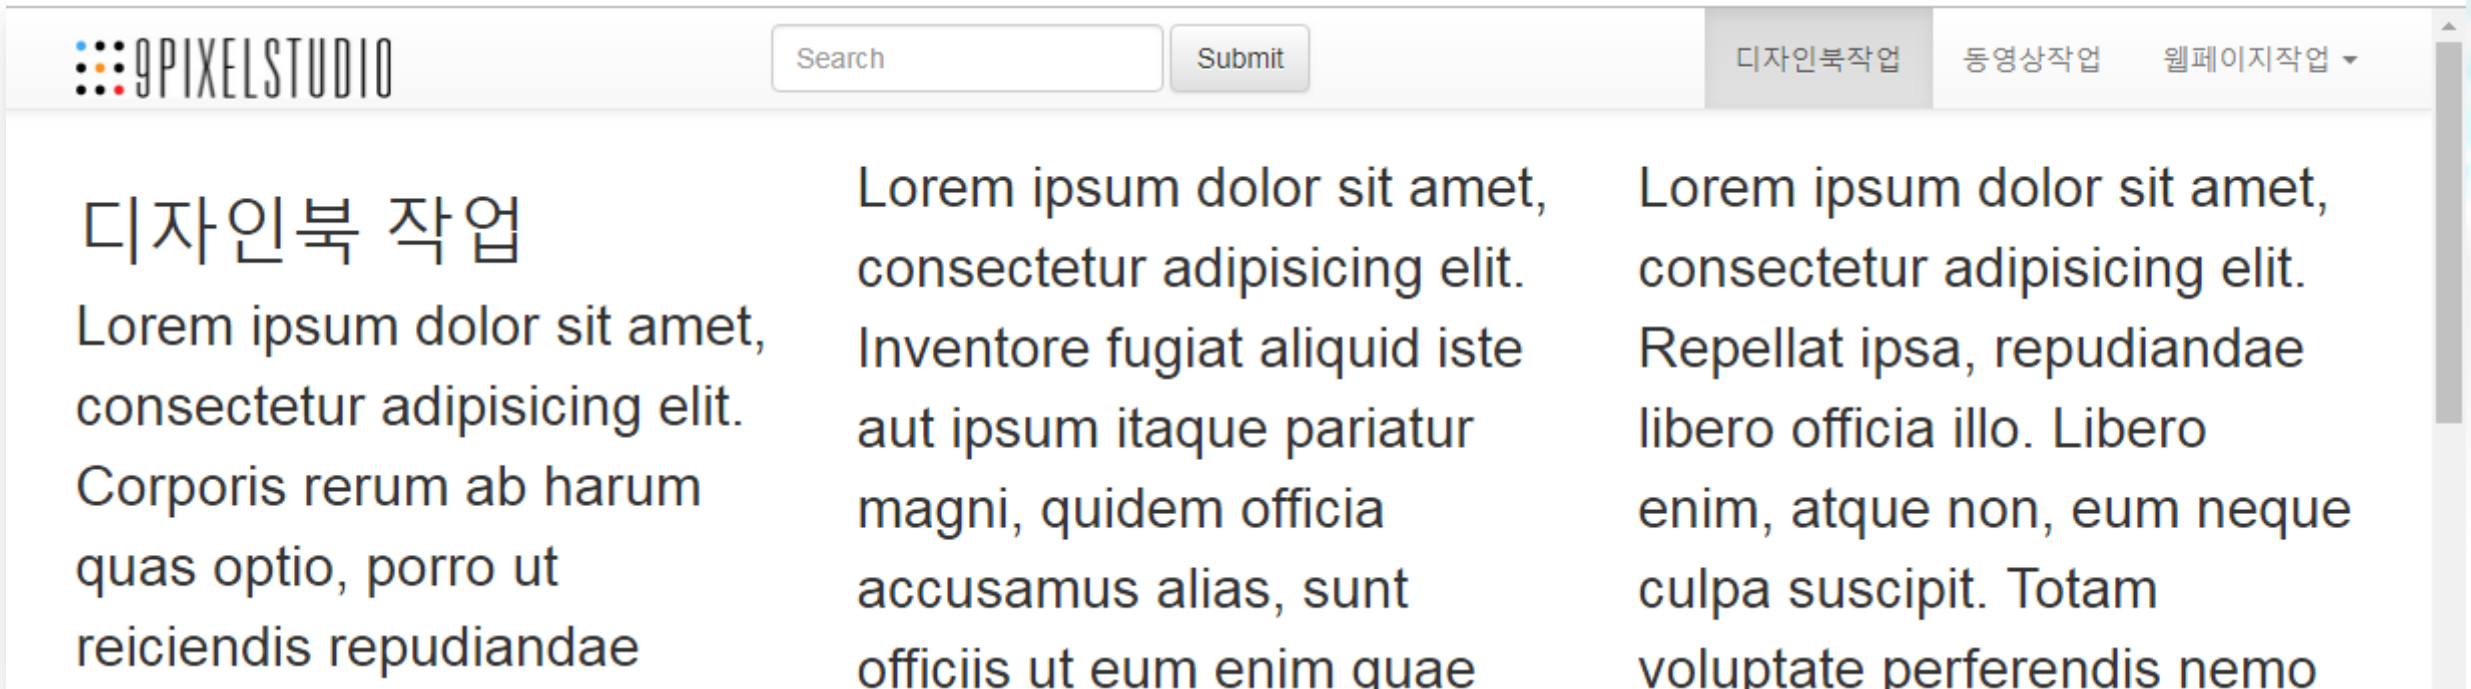 9PIXELSTUDIO
Search
Submit
디자인북작업
동영상작업
웹페이지작업
디자인북 작업
Lorem ipsum dolor sit amet,
consectetur adipisicing elit.
Corporis rerum ab harum
quas optio, porro ut
reiciendis repudiandae
Lorem ipsum dolor sit amet,
consectetur adipisicing elit.
Inventore fugiat aliquid iste
aut ipsum itaque pariatur
magni, quidem officia
accusamus alias, sunt
officiis ut eum enim quae
Lorem ipsum dolor sit amet,
consectetur adipisicing elit.
Repellat ipsa, repudiandae
libero officia illo. Libero
enim, atque non, eum neque
culpa suscipit. Totam
voluptate perferendis nemo